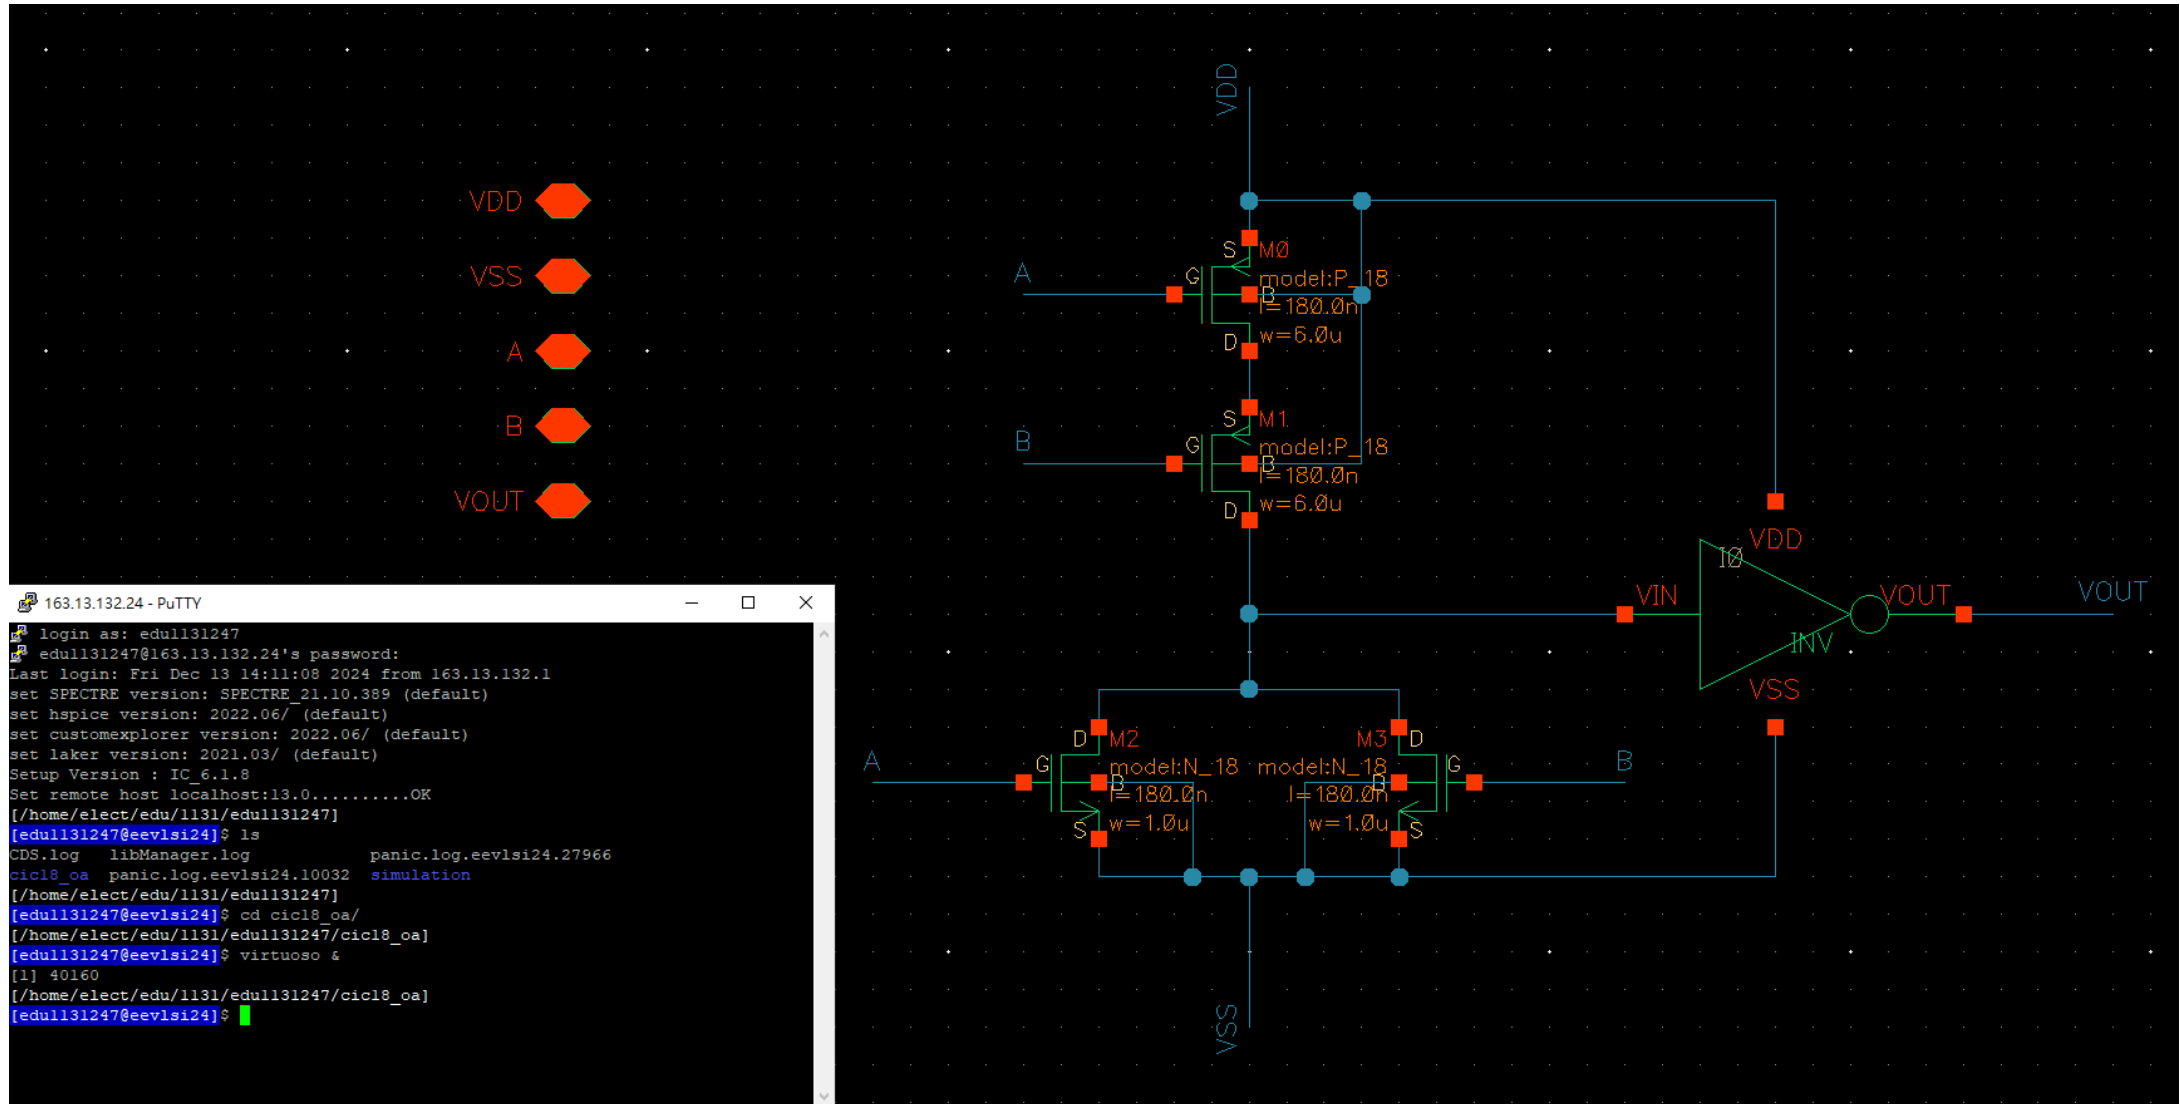 VDD
VSS
A
B
VOUT
VDD
S
M0
A
G
model:P_18
B
l=180.0n
D
w=6.0u
S
M1
B
G
model:P_18
B
l=180.0n
D
w=6.0u
VDD
I0
VIN
VOUT
VOUT
INV
VSS
D
M2
M3
D
A
G
model:N_18
model:N_18
G
B
B
B
l=180.0n
l=180.0n
S
w=1.0u
w=1.0u
S
VSS
163.13.132.24 - PuTTY
login as: edu1131247
edu1131247@163.13.132.24's password:
Last login: Fri Dec 13 14:11:08 2024 from 163.13.132.1
set SPECTRE version: SPECTRE_21.10.389 (default)
set hspice version: 2022.06/ (default)
set customexplorer version: 2022.06/ (default)
set laker version: 2021.03/ (default)
Setup Version : IC_6.1.8
Set remote host localhost:13.0..........OK
[/home/elect/edu/1131/edu1131247]
[edu1131247@eevlsi24]$ ls
CDS.log   libManager.log            panic.log.eevlsi24.27966
cic18_oa  panic.log.eevlsi24.10032  simulation
[/home/elect/edu/1131/edu1131247]
[edu1131247@eevlsi24]$ cd cic18_oa/
[/home/elect/edu/1131/edu1131247/cic18_oa]
[edu1131247@eevlsi24]$ virtuoso &
[1] 40160
[/home/elect/edu/1131/edu1131247/cic18_oa]
[edu1131247@eevlsi24]$